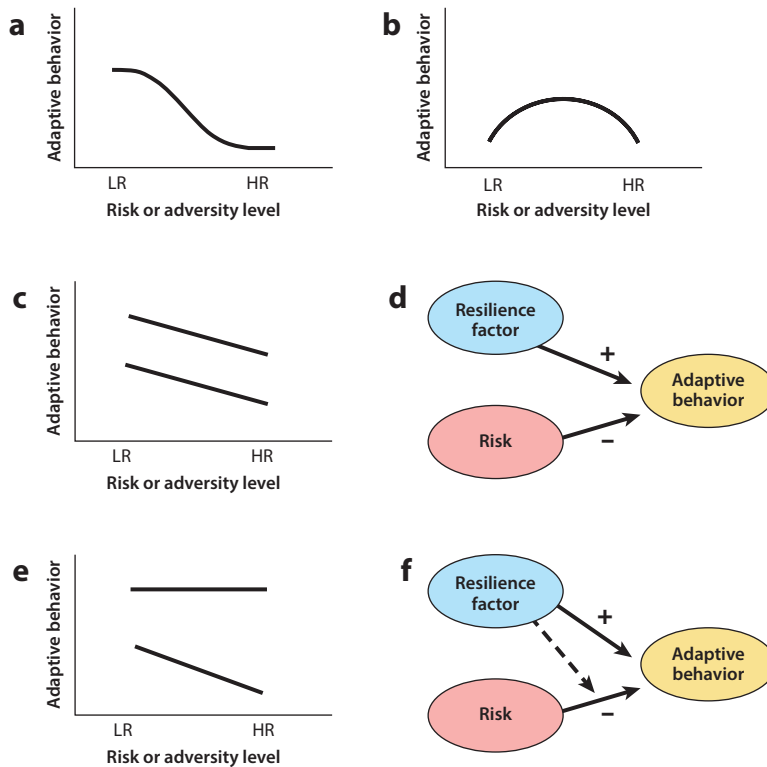 a
Adaptive behavior
LR
HR
Risk or adversity level
b
Adaptive behavior
LR
HR
Risk or adversity level
c
Adaptive behavior
LR
HR
Risk or adversity level
d
Resilience
factor
+
Adaptive
behavior
Risk
–
e
Adaptive behavior
LR
HR
Risk or adversity level
f
Resilience
factor
+
Adaptive
behavior
Risk
–